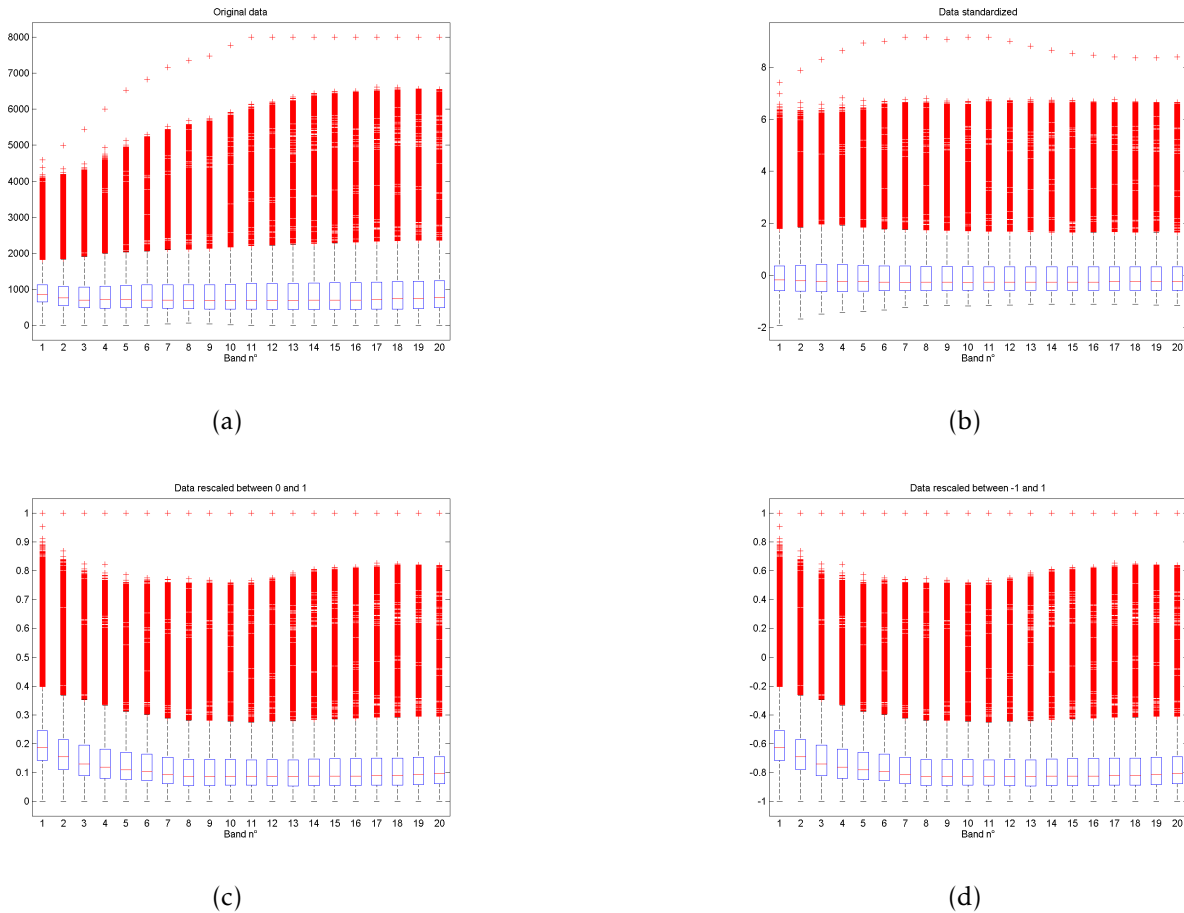 Original data
8000
7000
6000
5000
4000
3000
2000
1000
0
1 2 3 4 5 6 7 8 9 10 11 12 13 14 15 16 17 18 19 20
Band n°
(a)
Data standardized
8
6
4
2
0
-2
1 2 3 4 5 6 7 8 9 10 11 12 13 14 15 16 17 18 19 20
Band n°
(b)
Data rescaled between 0 and 1
1
0.9
0.8
0.7
0.6
0.5
0.4
0.3
0.2
0.1
0
1 2 3 4 5 6 7 8 9 10 11 12 13 14 15 16 17 18 19 20
Band n°
(c)
Data rescaled between -1 and 1
1
0.8
0.6
0.4
0.2
0
-0.2
-0.4
-0.6
-0.8
-1
1 2 3 4 5 6 7 8 9 10 11 12 13 14 15 16 17 18 19 20
Band n°
(d)